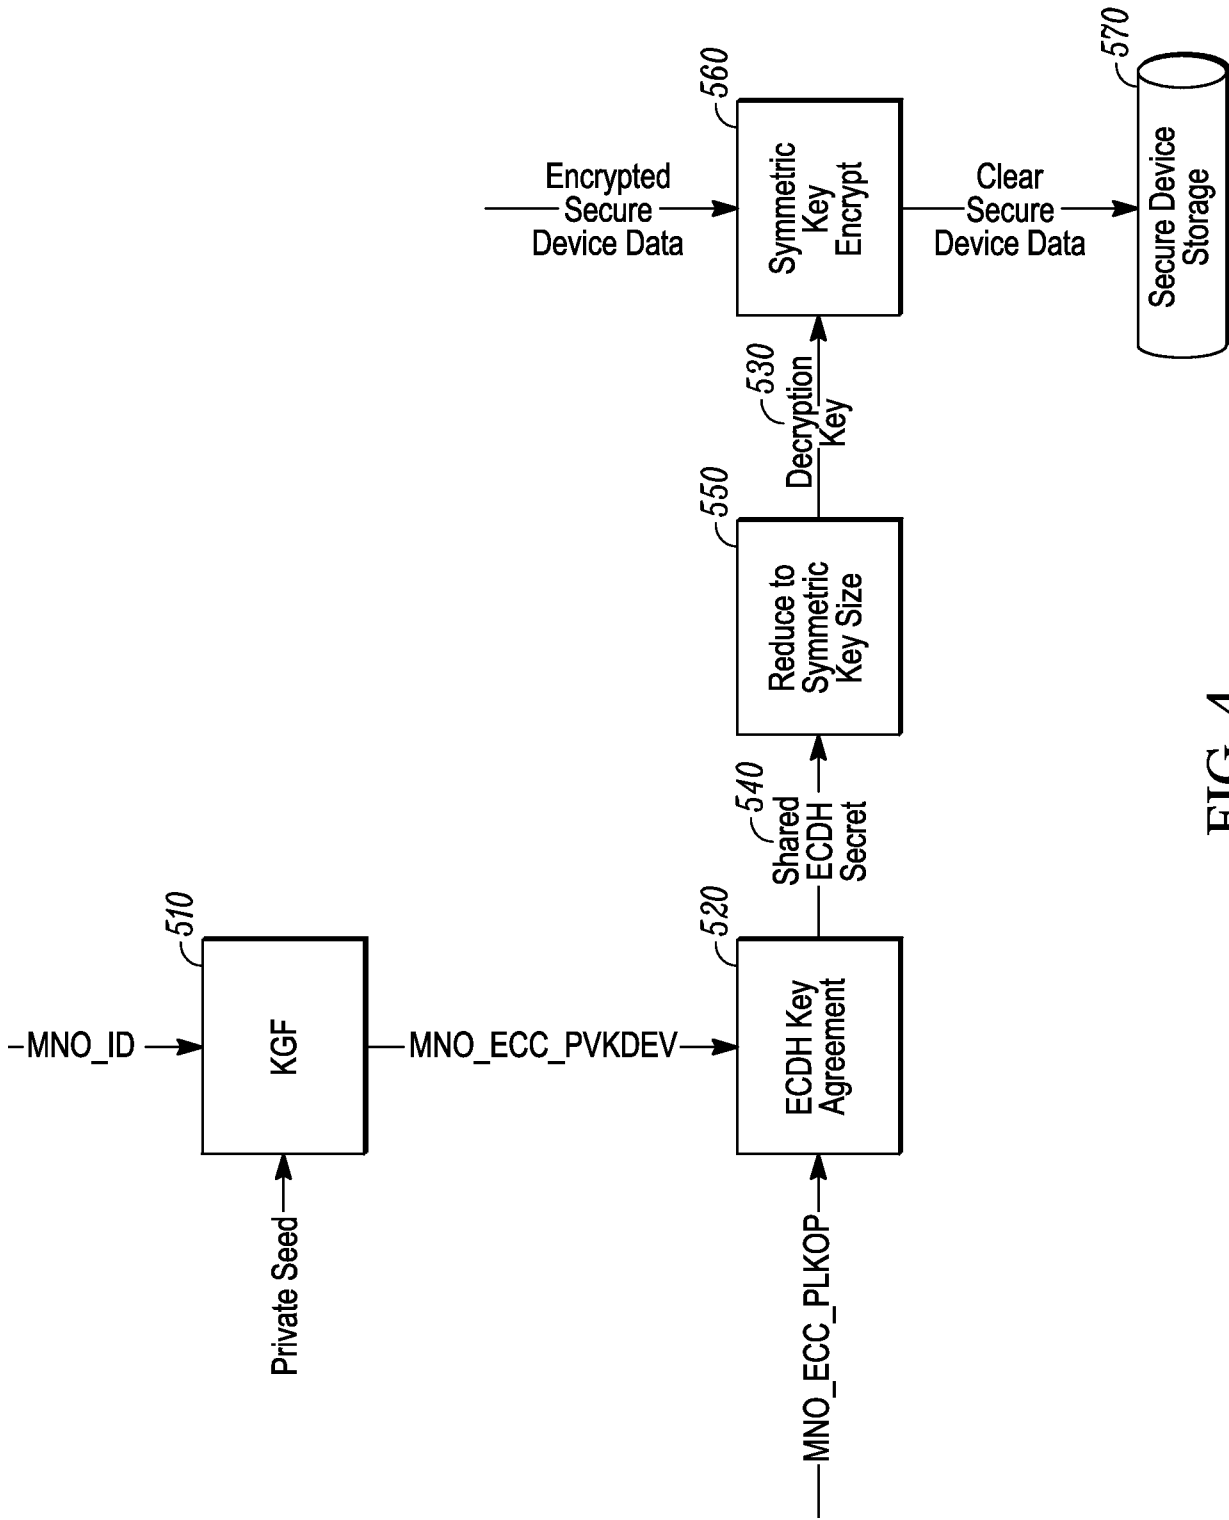 MNO_ID
510
KGF
Private Seed
MNO_ECC_PVKDEV
520
ECDH Key
Agreement
MNO_ECC_PLKOP
540
Shared
ECDH
Secret
550
Reduce to
Symmetric
Key Size
530
Decryption
Key
Encrypted
Secure
Device Data
560
Symmetric
Key
Encrypt
Clear
Secure
Device Data
570
Secure Device
Storage
FIG. 4